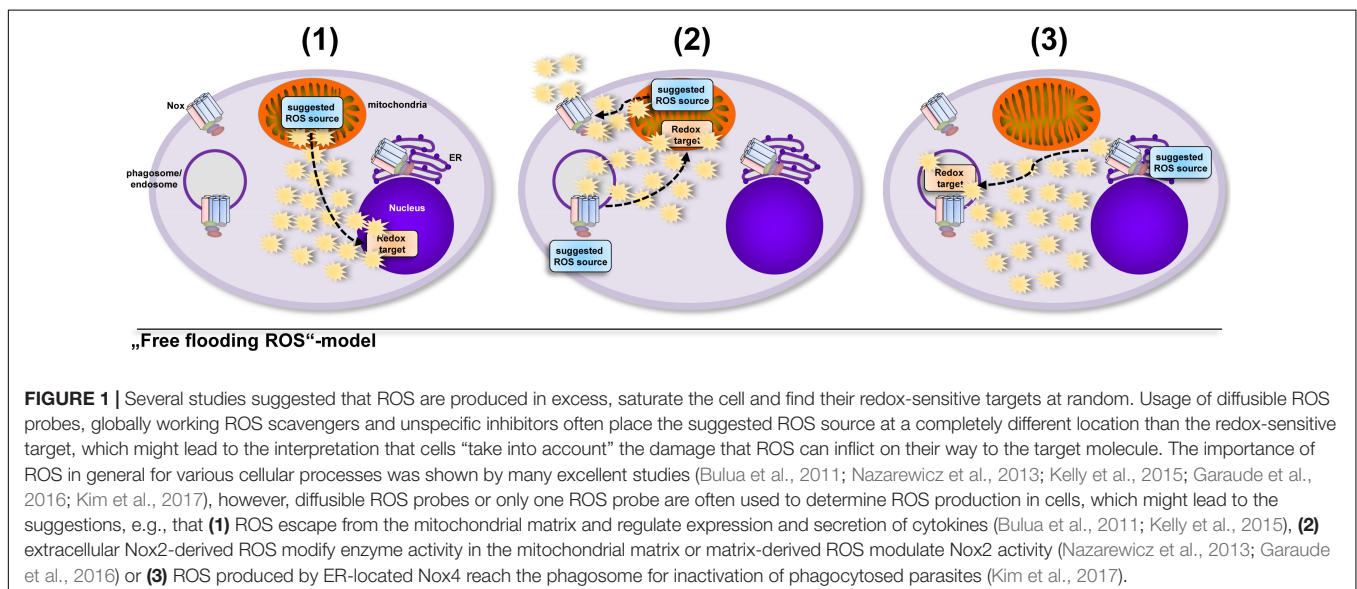 (1)
(2)
(3)
Nox
suggested
ROS source
mitochondria
ER
phagosome/
endosome
Nucleus
Redox
target
suggested
ROS source
Redox
target
suggested
ROS source
Redox
target
suggested
ROS source
„Free flooding ROS“-model
FIGURE 1 | Several studies suggested that ROS are produced in excess, saturate the cell and find their redox-sensitive targets at random. Usage of diffusible ROS
probes, globally working ROS scavengers and unspecific inhibitors often place the suggested ROS source at a completely different location than the redox-sensitive
target, which might lead to the interpretation that cells “take into account” the damage that ROS can inflict on their way to the target molecule. The importance of
ROS in general for various cellular processes was shown by many excellent studies (Bulua et al., 2011; Nazarewicz et al., 2013; Kelly et al., 2015; Garaude et al.,
2016; Kim et al., 2017), however, diffusible ROS probes or only one ROS probe are often used to determine ROS production in cells, which might lead to the
suggestions, e.g., that (1) ROS escape from the mitochondrial matrix and regulate expression and secretion of cytokines (Bulua et al., 2011; Kelly et al., 2015), (2)
extracellular Nox2-derived ROS modify enzyme activity in the mitochondrial matrix or matrix-derived ROS modulate Nox2 activity (Nazarewicz et al., 2013; Garaude
et al., 2016) or (3) ROS produced by ER-located Nox4 reach the phagosome for inactivation of phagocytosed parasites (Kim et al., 2017).